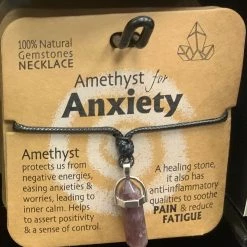 100% Natural
Gemstones
NECKLACE
Amethyst for
Anxiety
Amethyst
protects us from
negative energies,
easing anxieties &
worries, leading to
inner calm. Helps
to assert positivity
& a sense of control.
A healing stone,
it also has
anti-inflammatory
qualities to soothe
PAIN & reduce
FATIGUE